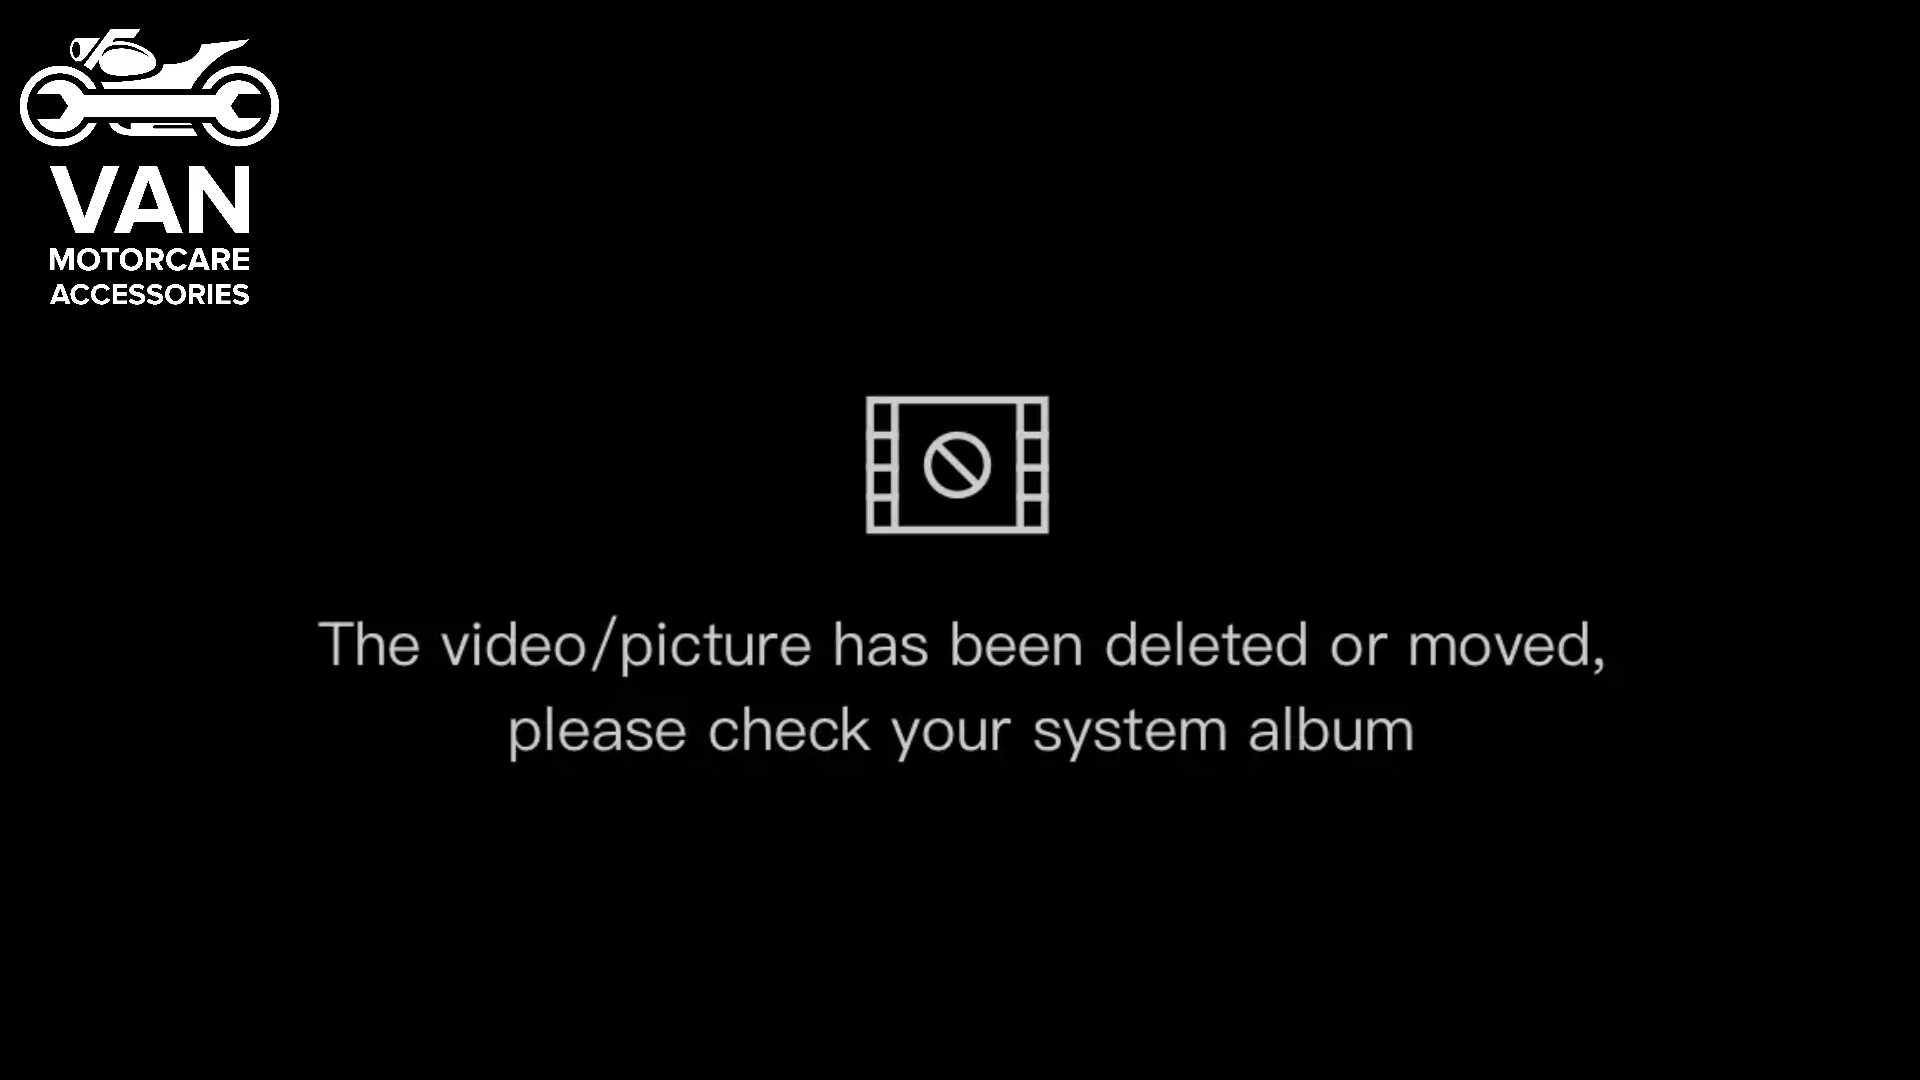 VAN
MOTORCARE
ACCESSORIES
The video/picture has been deleted or moved,
please check your system album